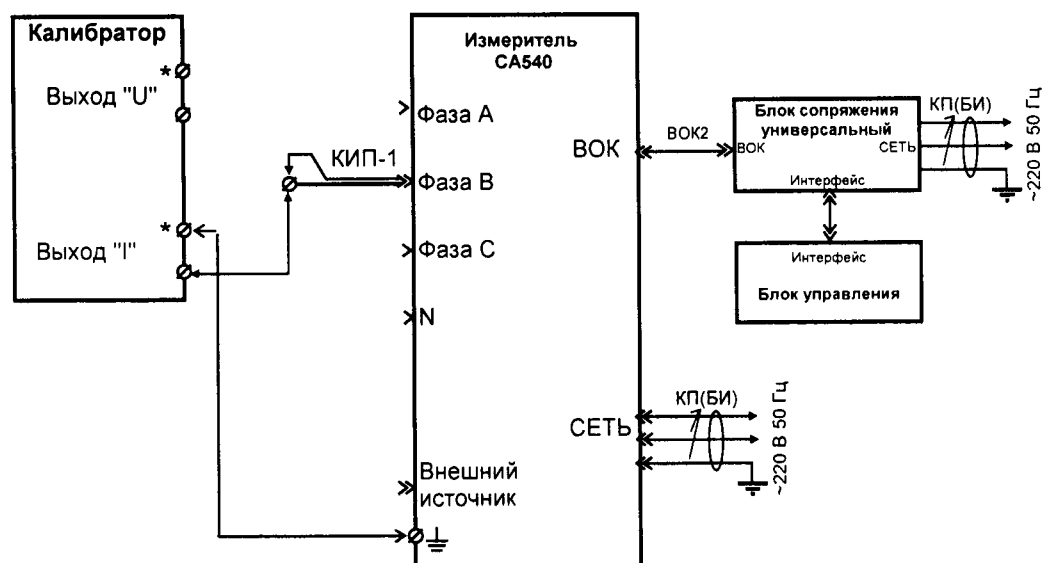 Калибратор
*
Выход "U"
*
Выход "I"
КИП-1
Измеритель
СА540
Фаза А
Фаза В
Фаза С
N
Внешний
источник
ВОК
СЕТЬ
ВОК2
Блок сопряжения
универсальный
ВОК
СЕТЬ
Интерфейс
Интерфейс
Блок управления
КП(БИ)
~220 В 50 Гц
КП(БИ)
~220 В 50 Гц